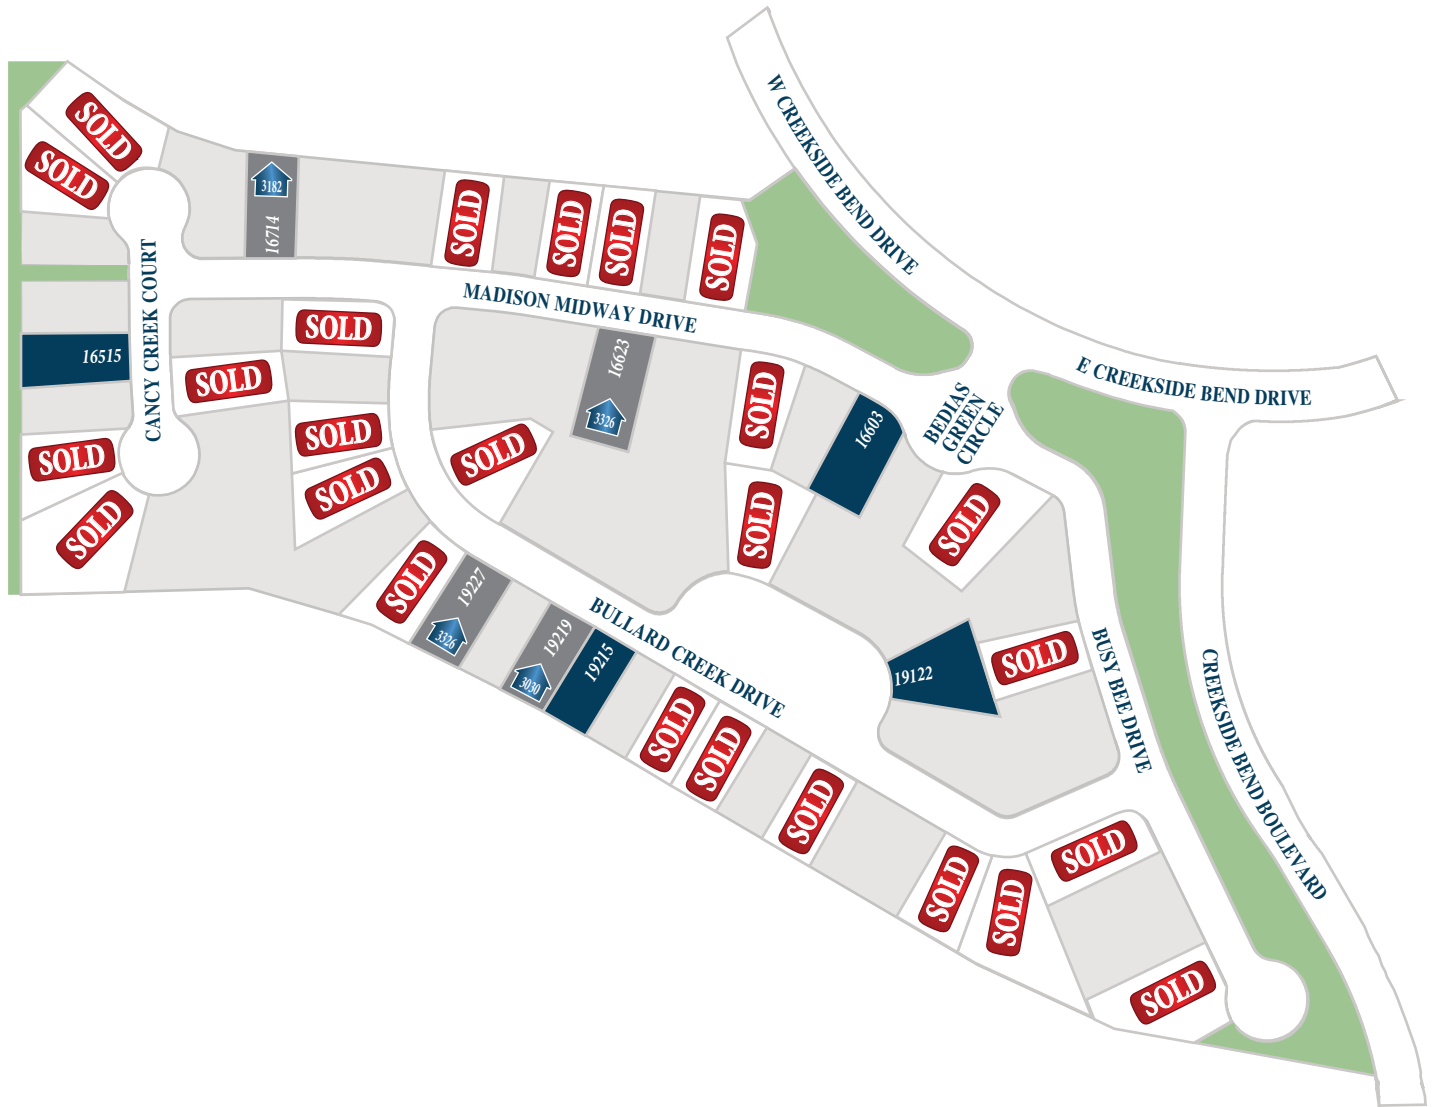 W CREEKSIDE BEND DRIVE
SOLD
SOLD
3182
16714
SOLD
SOLD
SOLD
SOLD
CANCY CREEK COURT
MADISON MIDWAY DRIVE
16515
SOLD
SOLD
SOLD
SOLD
SOLD
SOLD
16623
3326
SOLD
SOLD
SOLD
16603
BEDIAS
GREEN
CIRCLE
E CREEKSIDE BEND DRIVE
SOLD
SOLD
19227
3326
19219
3030
19215
BULLARD CREEK DRIVE
19122
SOLD
BUSY BEE DRIVE
CREEKSIDE BEND BOULEVARD
SOLD
SOLD
SOLD
SOLD
SOLD
SOLD
SOLD